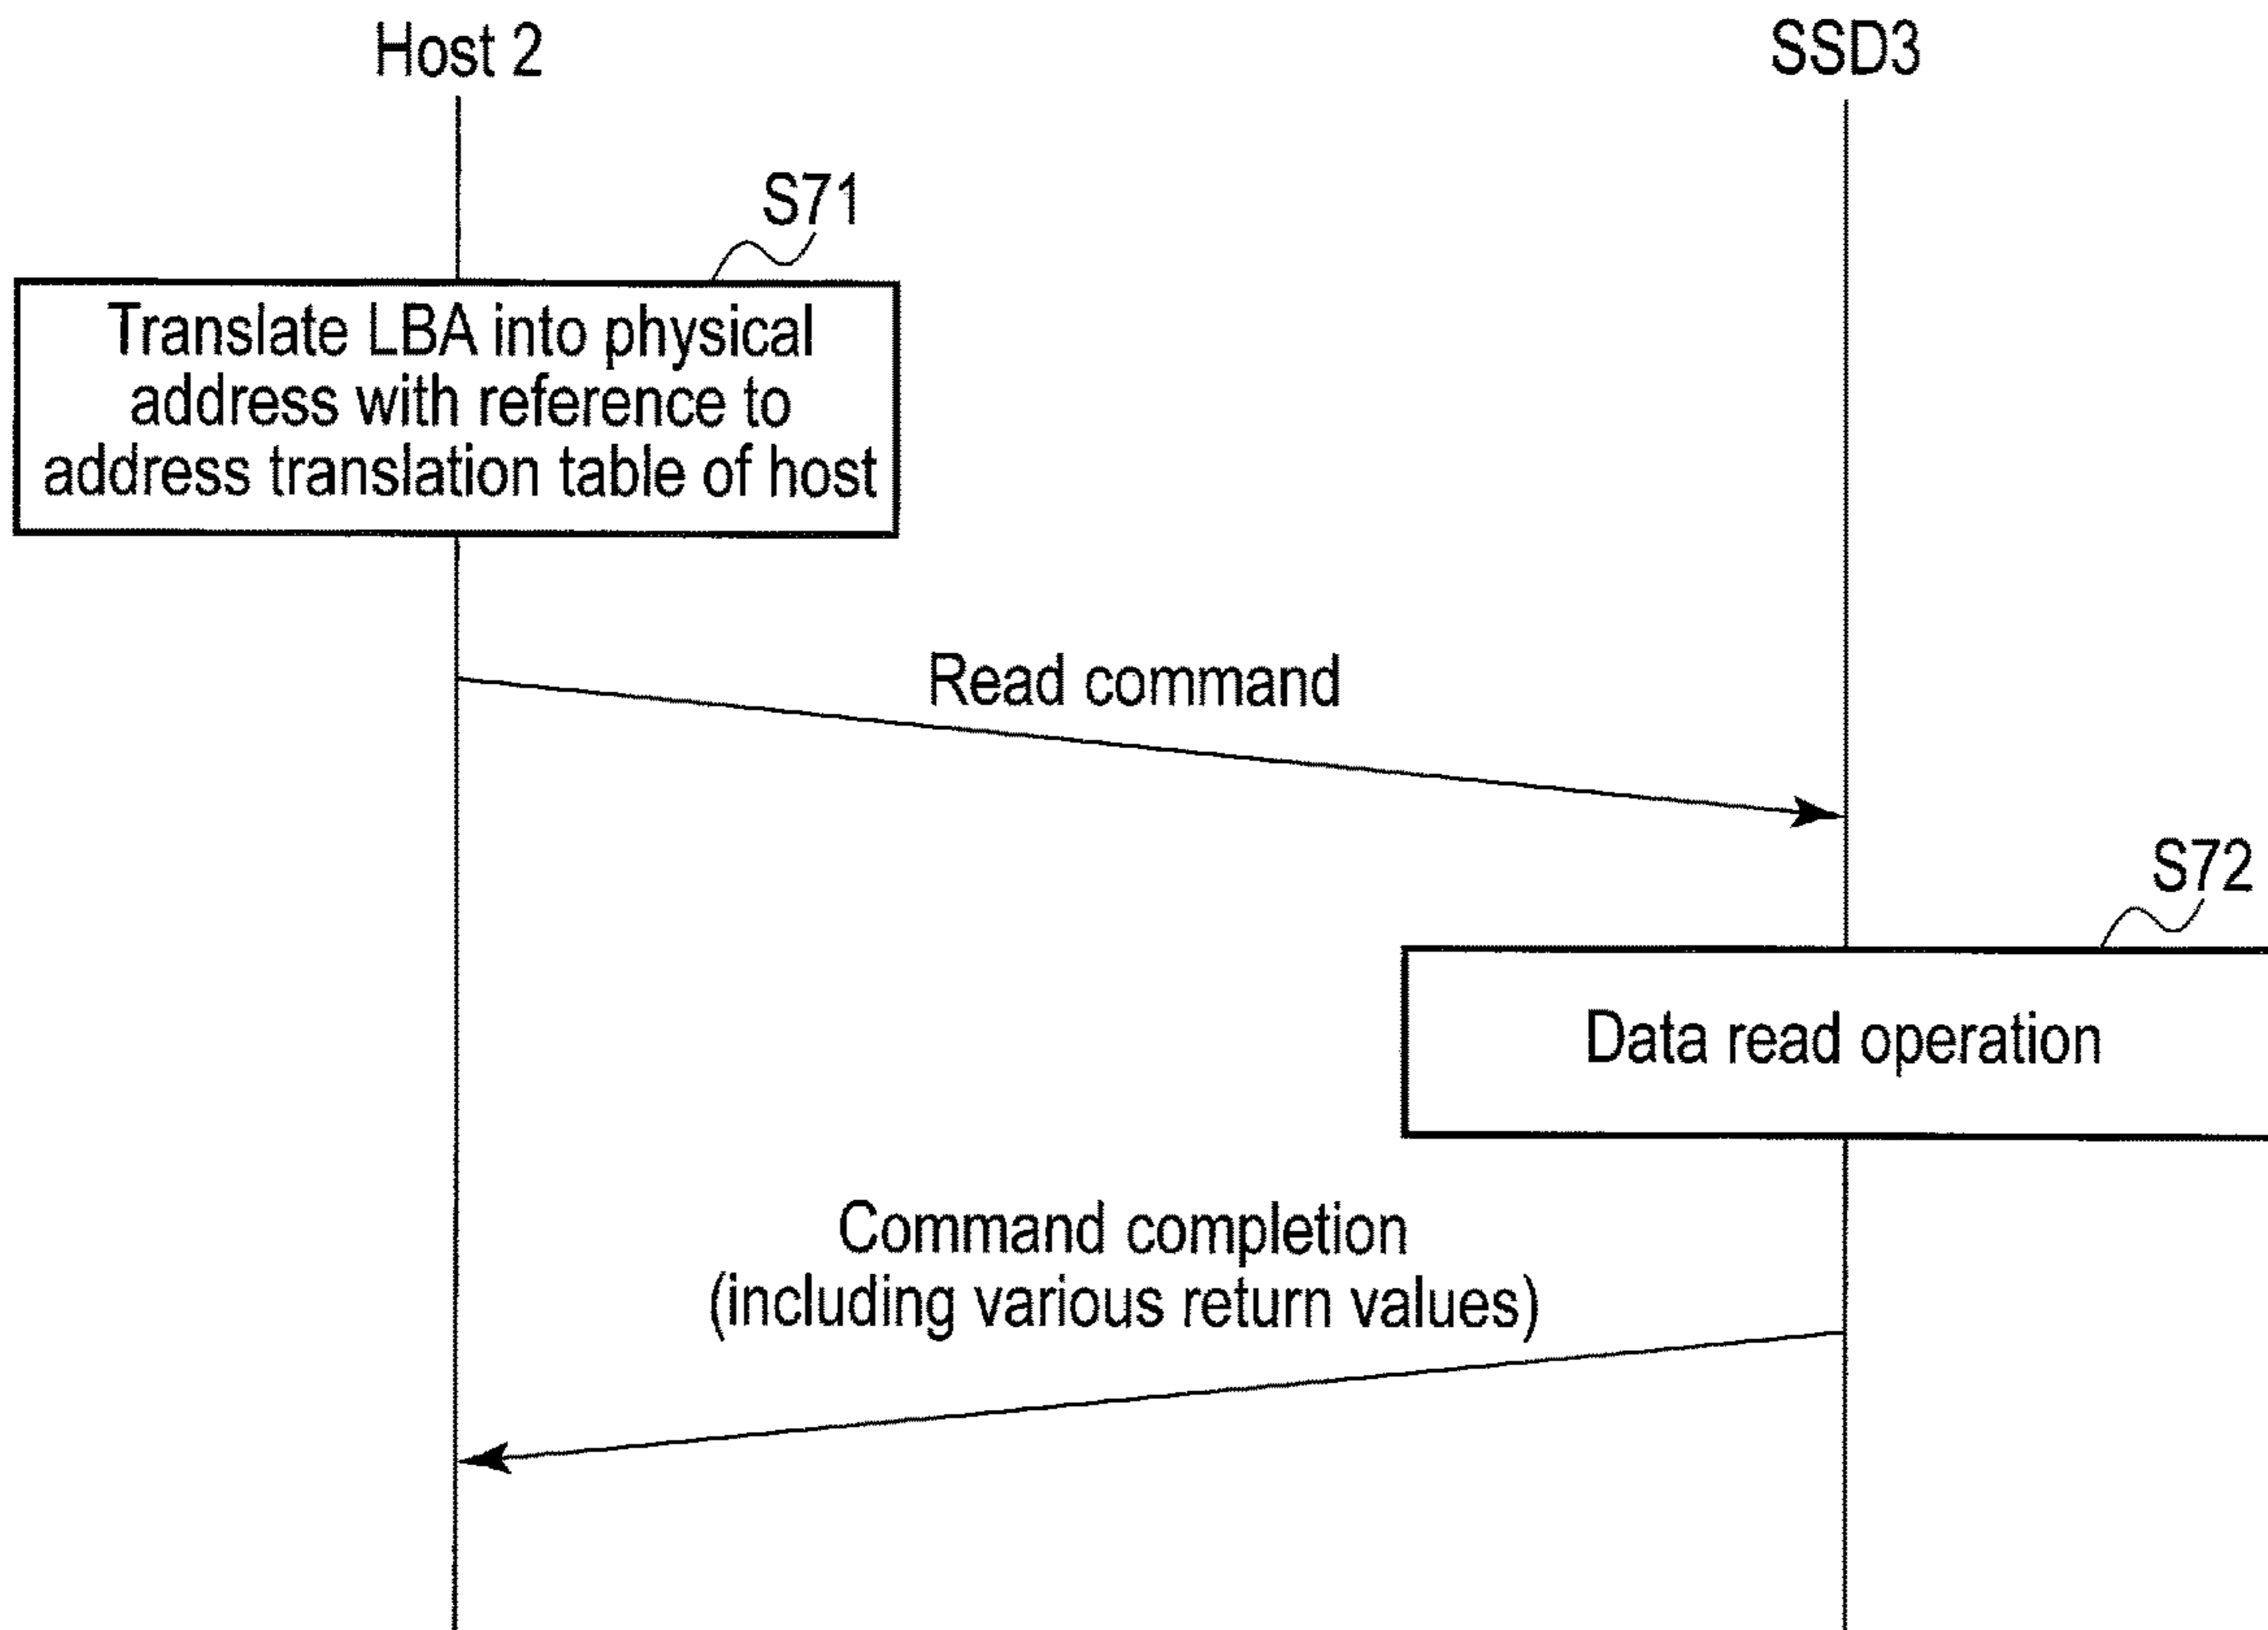 Host 2
SSD3
S71
Translate LBA into physical
address with reference to
address translation table of host
Read command
S72
Data read operation
Command completion
(including various return values)